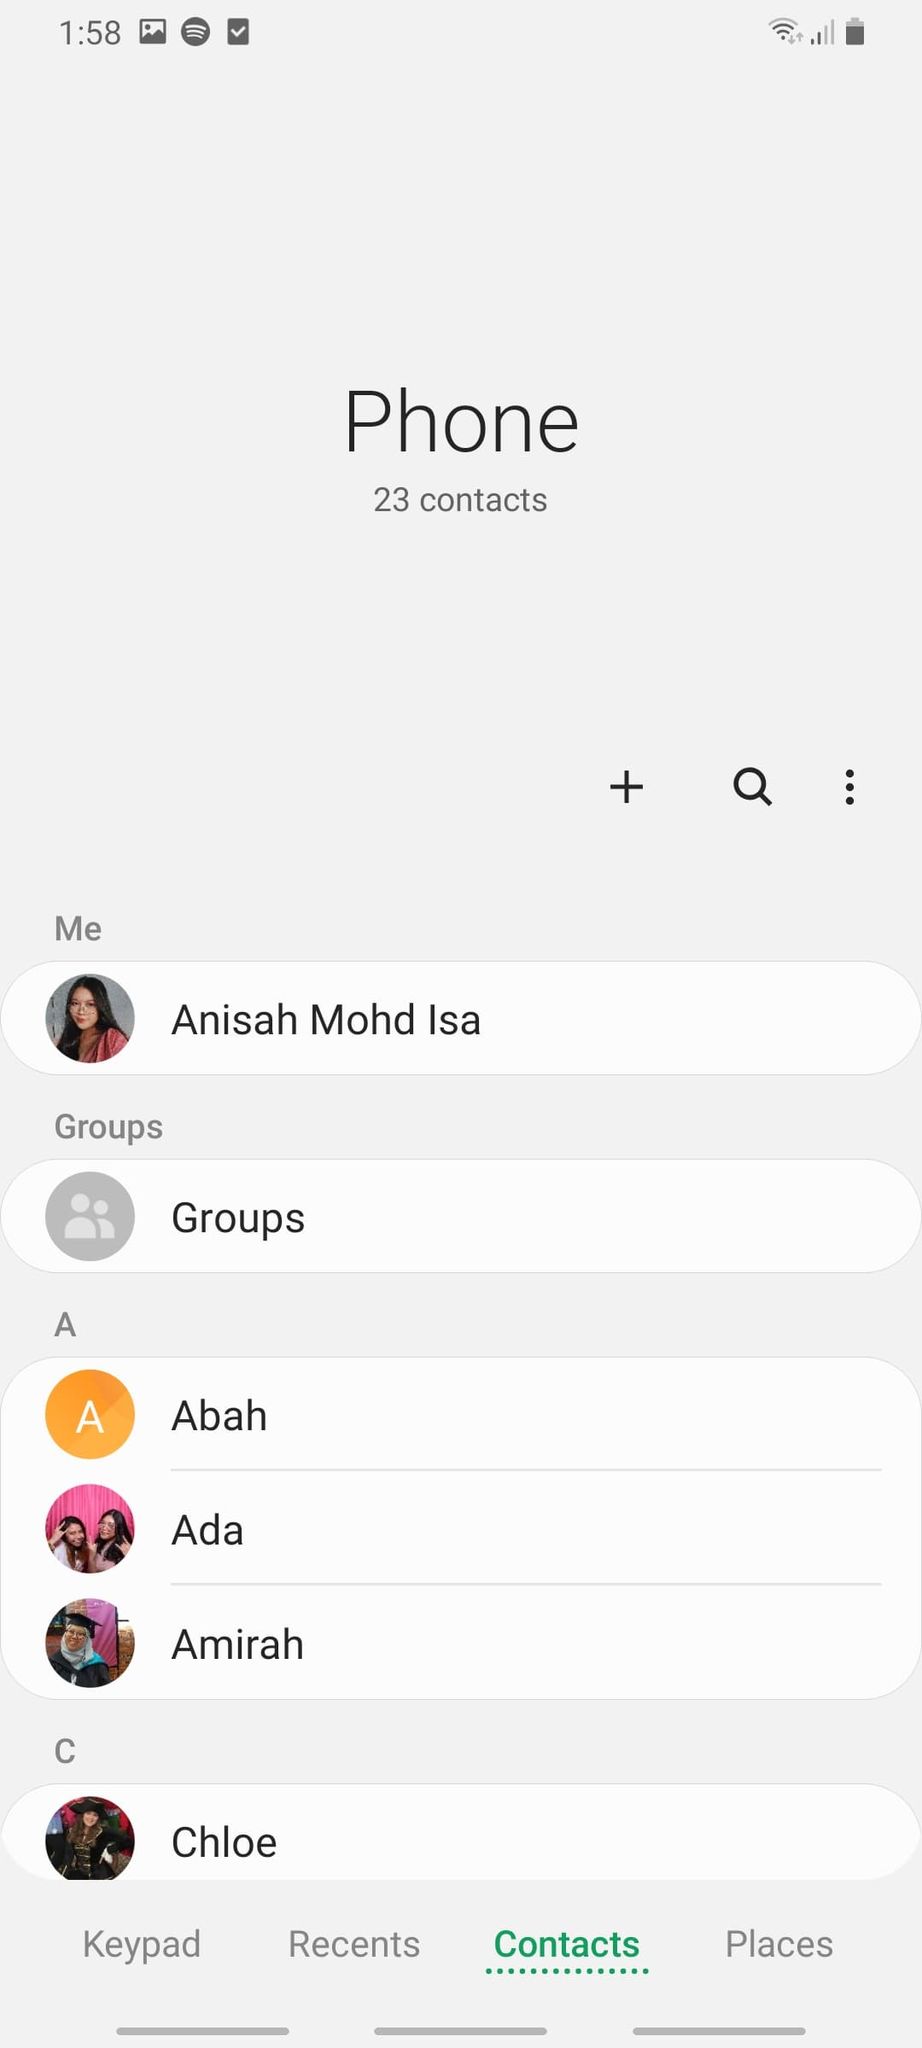 1:58
Phone
23 contacts
Me
Anisah Mohd Isa
Groups
Groups
A
A Abah
Ada
Amirah
C
Chloe
Keypad Recents Contacts Places